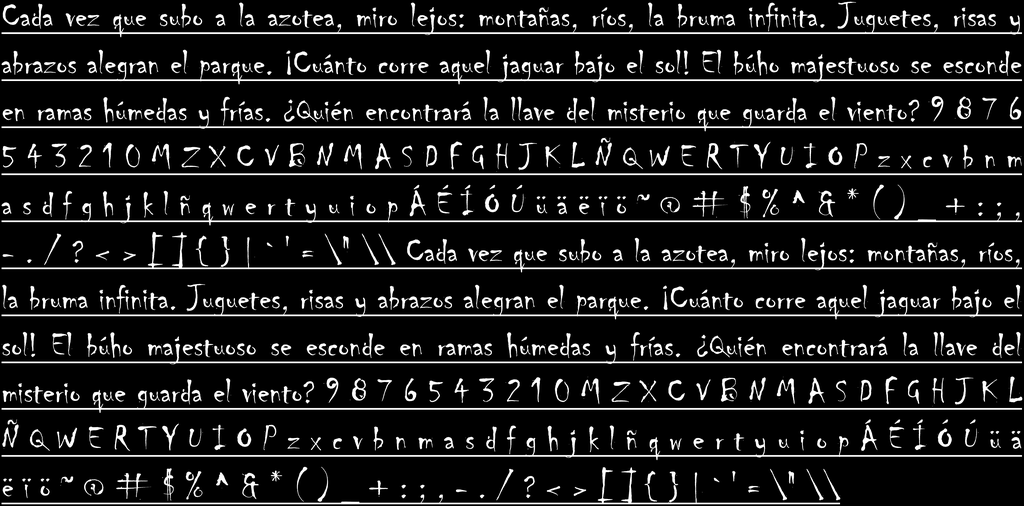 Cada vez que subo a la azotea, miro lejos: montañas, ríos, la bruma infinita. Juguetes, risas y
abrazos alegran el parque. ¡Cuánto corre aquel jaguar bajo el sol! El búho majestuoso se esconde
en ramas húmedas y frías. ¿Quién encontrará la llave del misterio que guarda el viento? 9 8 7 6
5 4 3 2 1 0 M Z X C V B N M A S D F G H J K L Ñ Q W E R T Y U I O P z x c v b n m
a s d f g h j k l ñ q w e r t y u i o p Á É Í Ó Ú ü ä ë ï ö ~ @ # $ % ^ & * ( ) _ + : ; ,
- . / ? < > [ ] { } | ` ' = \" \\ Cada vez que subo a la azotea, miro lejos: montañas, ríos,
la bruma infinita. Juguetes, risas y abrazos alegran el parque. ¡Cuánto corre aquel jaguar bajo el
sol! El búho majestuoso se esconde en ramas húmedas y frías. ¿Quién encontrará la llave del
misterio que guarda el viento? 9 8 7 6 5 4 3 2 1 0 M Z X C V B N M A S D F G H J K L
Ñ Q W E R T Y U I O P z x c v b n m a s d f g h j k l ñ q w e r t y u i o p Á É Í Ó Ú ü ä
ë ï ö ~ @ # $ % ^ & * ( ) _ + : ; , - . / ? < > [ ] { } | ` ' = \" \\